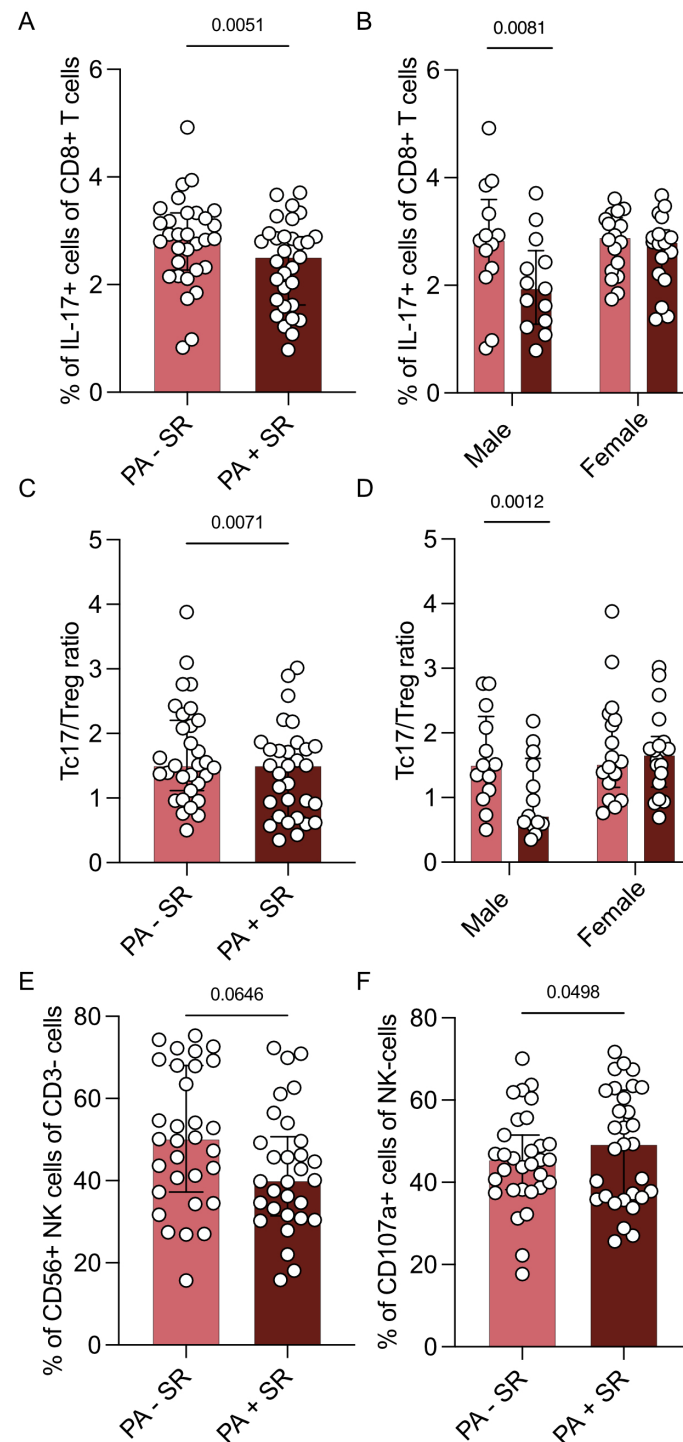 A
0.0051
% of IL-17+ cells of CD8+ T cells
6
4
2
0
PA - SR
PA + SR
B
0.0081
% of IL-17+ cells of CD8+ T cells
6
4
2
0
Male
Female
C
0.0071
Tc17/Treg ratio
5
4
3
2
1
0
PA - SR
PA + SR
D
0.0012
Tc17/Treg ratio
5
4
3
2
1
0
Male
Female
E
0.0646
% of CD56+ NK cells of CD3- cells
80
60
40
20
0
PA - SR
PA + SR
F
0.0498
% of CD107a+ cells of NK-cells
80
60
40
20
0
PA - SR
PA + SR